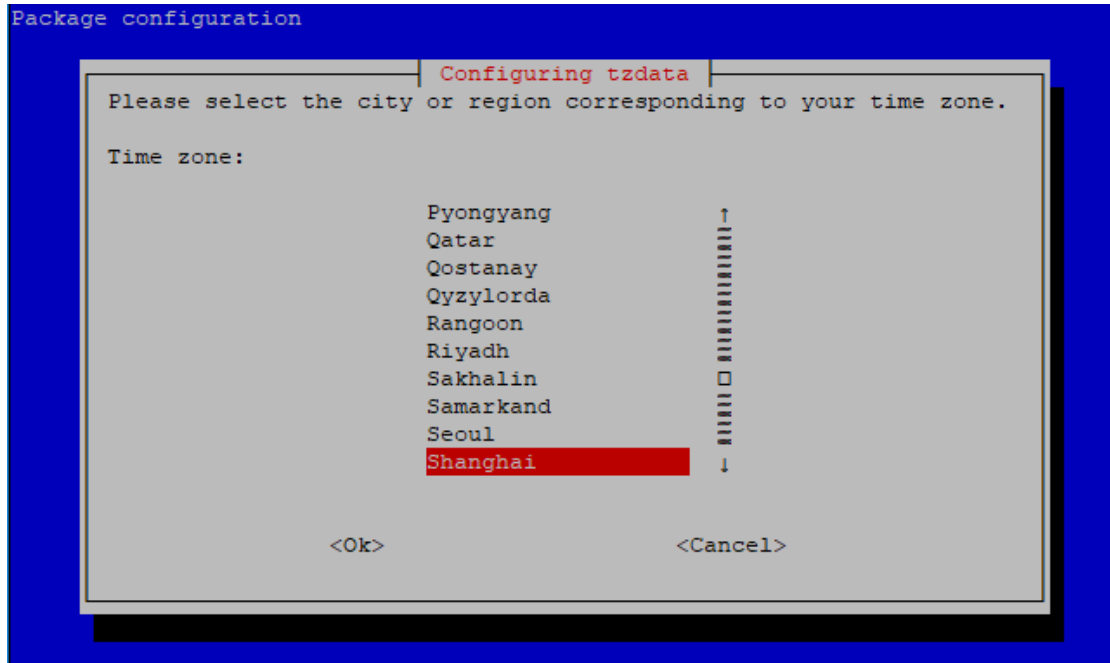 Package configuration
Configuring tzdata
Please select the city or region corresponding to your time zone.
Time zone:
Pyongyang
Qatar
Qostanay
Qyzylorda
Rangoon
Riyadh
Sakhalin
Samarkand
Seoul
Shanghai
<Ok> <Cancel>